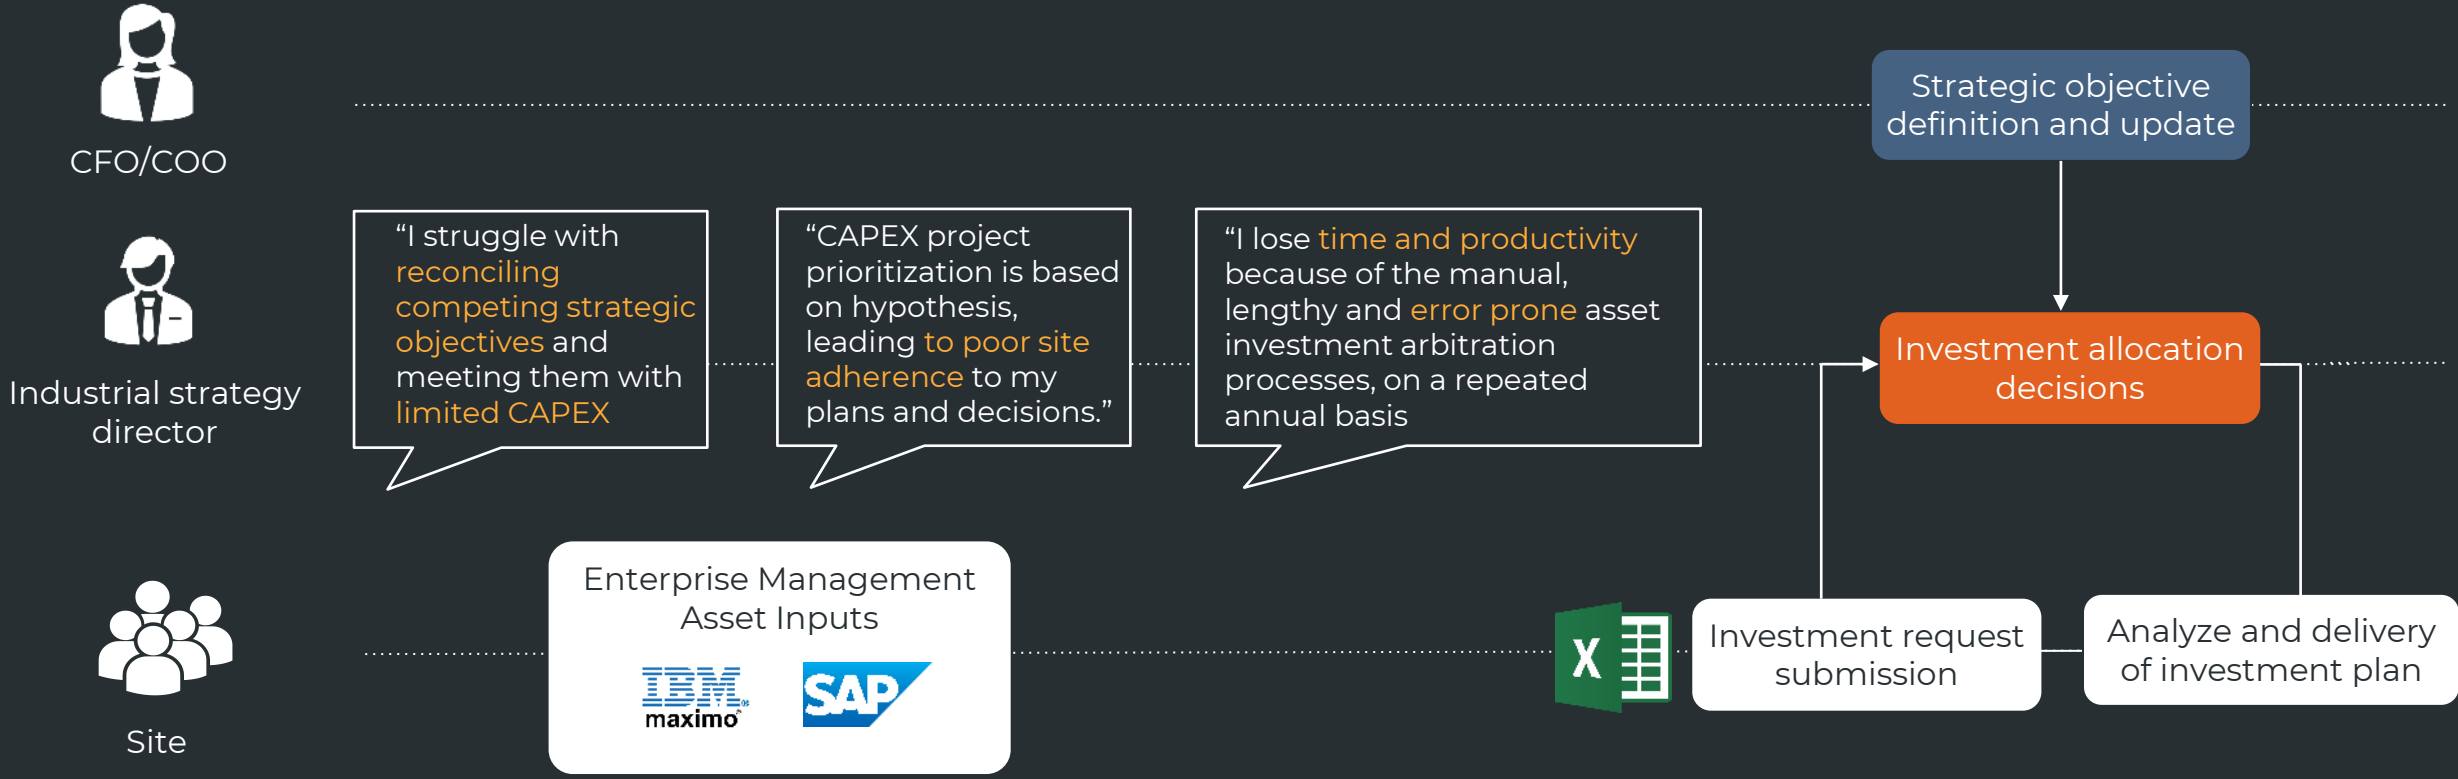 CFO/COO
Strategic objective
definition and update
Industrial strategy
director
“I struggle with
reconciling
competing strategic
objectives and
meeting them with
limited CAPEX
“CAPEX project
prioritization is based
on hypothesis,
leading to poor site
adherence to my
plans and decisions.”
“I lose time and productivity
because of the manual,
lengthy and error prone asset
investment arbitration
processes, on a repeated
annual basis
Investment allocation
decisions
Site
Enterprise Management
Asset Inputs
IBM®
maximo
SAP
X
Investment request
submission
Analyze and delivery
of investment plan